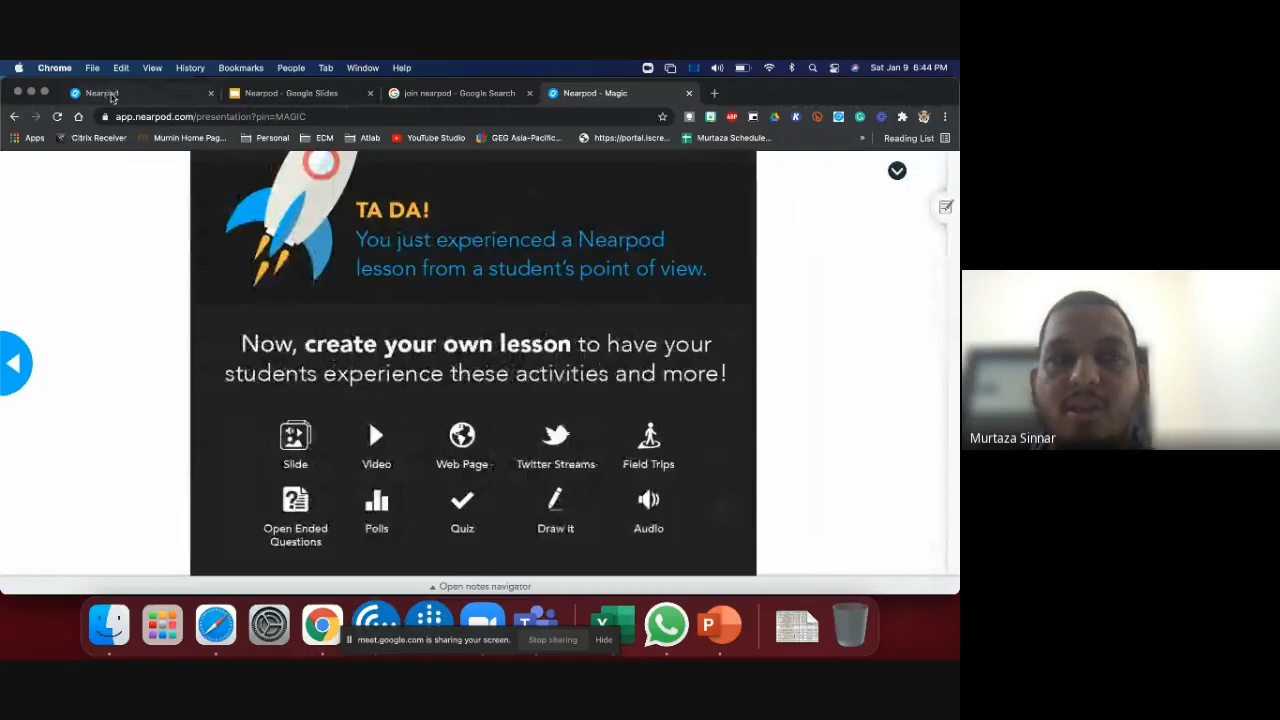 Chrome File Edit View History Bookmarks People Tab Window Help Sat Jan 9 6:44 PM
Nearpod Nearpod - Google Slides join nearpod - Google Search Nearpod - Magic
app.nearpod.com/presentation?pin=MAGIC
Apps Citrix Receiver Mumin Home Pag... Personal ECM Atlab YouTube Studio GEG Asia-Pacific... https://portal.iscre... Murtaza Schedule... » Reading List
TA DA!
You just experienced a Nearpod
lesson from a student's point of view.
Now, create your own lesson to have your
students experience these activities and more!
Slide Video Web Page Twitter Streams Field Trips
Open Ended Questions Polls Quiz Draw it Audio
Open notes navigator
meet.google.com is sharing your screen. Stop sharing Hide
Murtaza Sinnar